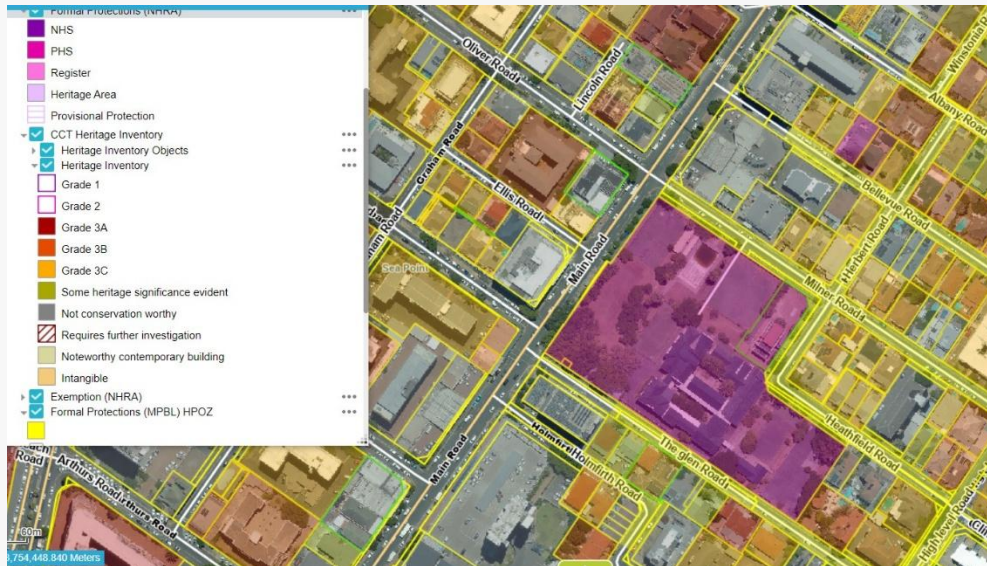 Formal Protections (NHRA)
NHS
PHS
Register
Heritage Area
Provisional Protection
CCT Heritage Inventory
Heritage Inventory Objects
Heritage Inventory
Grade 1
Grade 2
Grade 3A
Grade 3B
Grade 3C
Some heritage significance evident
Not conservation worthy
Requires further investigation
Noteworthy contemporary building
Intangible
Exemption (NHRA)
Formal Protections (MPBL) HPOZ
Oliver Road
Lincoln Road
Winstonia R
Albany Road
Graham Road
Ellis Road
Bellevue Road
Herbert Road
Main Road
Sea Point
Milner Road
Heathfield Road
The glen Road
Holmfirth
Holmfirth Road
Main Road
High level Road
Road
Arthurs Road
60m
,754,448.840 Meters